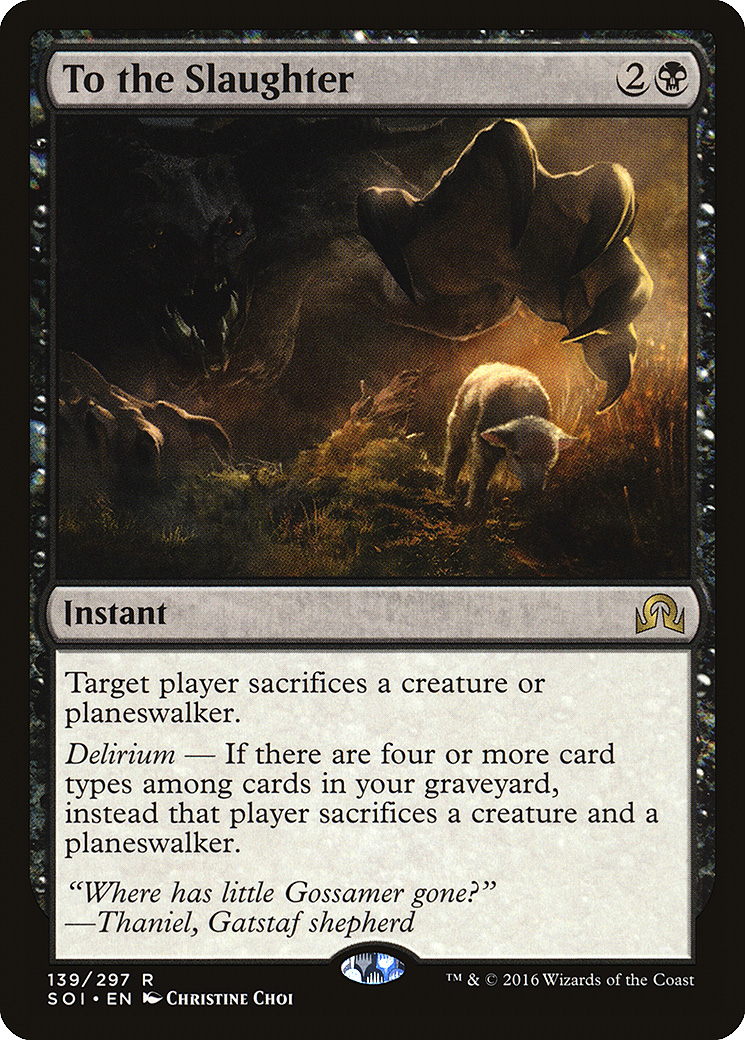 To the Slaughter 2
Instant
Target player sacrifices a creature or
planeswalker.
Delirium — If there are four or more card
types among cards in your graveyard,
instead that player sacrifices a creature and a
planeswalker.
“Where has little Gossamer gone?”
—Thaniel, Gatstaf shepherd
139/297 R
SOI • EN Christine Choi
™ & © 2016 Wizards of the Coast